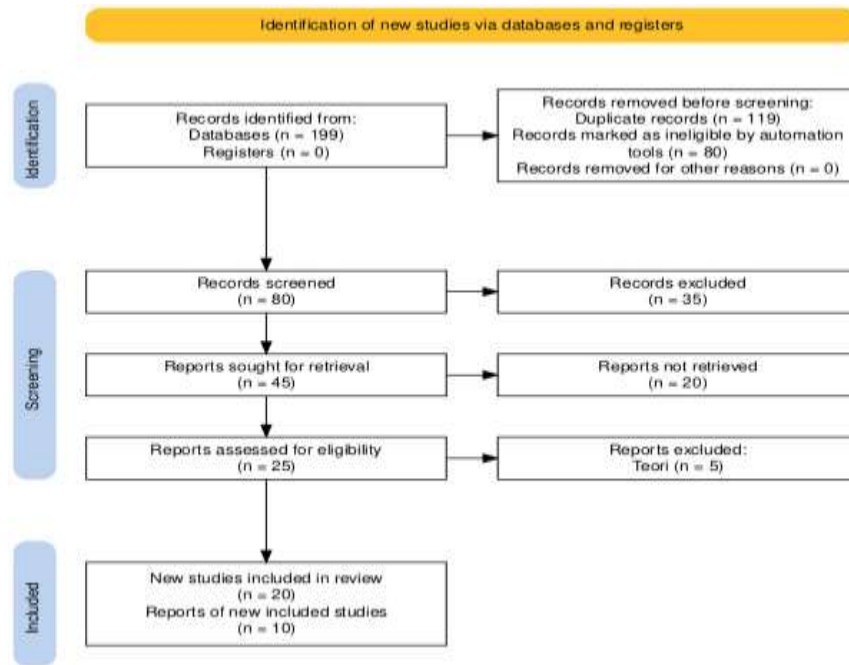 Identification of new studies via databases and registers
Identification
Records identified from:
Databases (n = 199)
Registers (n = 0)
Records removed before screening:
Duplicate records (n = 119)
Records marked as ineligible by automation
tools (n = 80)
Records removed for other reasons (n = 0)
Screening
Records screened
(n = 80)
Records excluded
(n = 35)
Reports sought for retrieval
(n = 45)
Reports not retrieved
(n = 20)
Reports assessed for eligibility
(n = 25)
Reports excluded:
Teori (n = 5)
Included
New studies included in review
(n = 20)
Reports of new included studies
(n = 10)